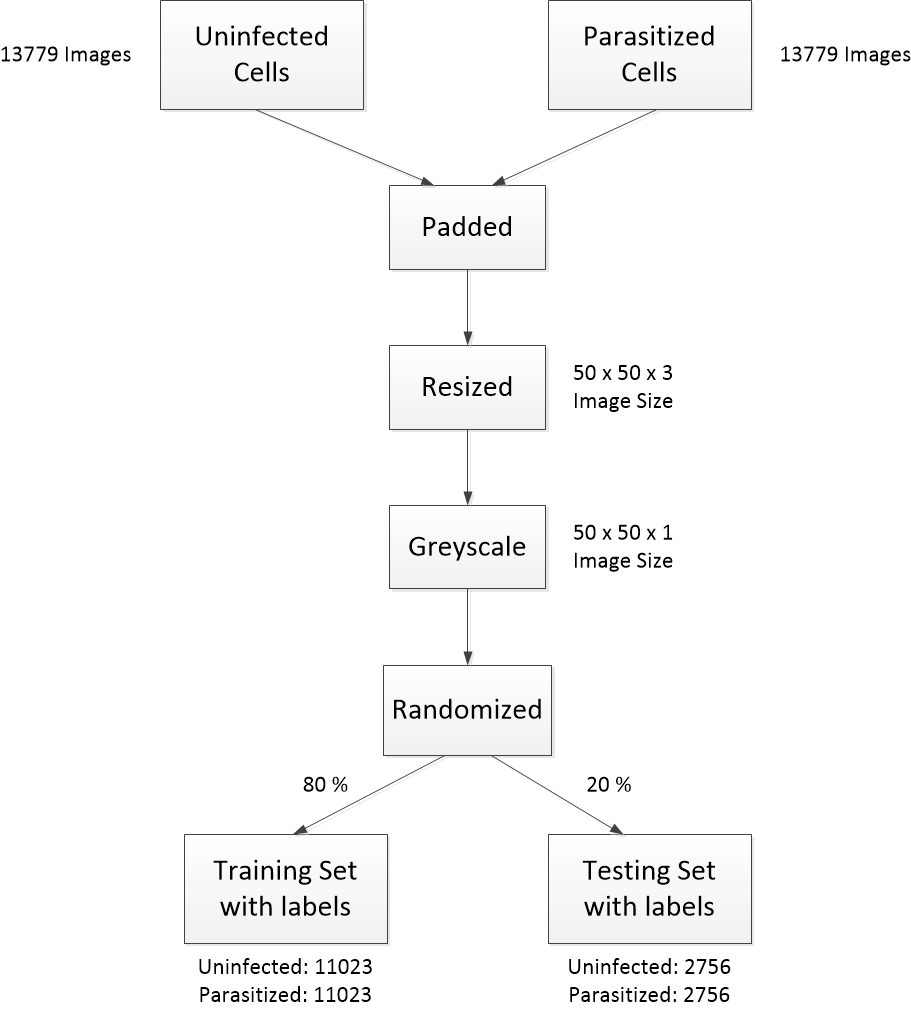 13779 Images
Uninfected
Cells
Parasitized
Cells
13779 Images
Padded
Resized
50 x 50 x 3
Image Size
Greyscale
50 x 50 x 1
Image Size
Randomized
80 %
20 %
Training Set
with labels
Testing Set
with labels
Uninfected: 11023
Parasitized: 11023
Uninfected: 2756
Parasitized: 2756